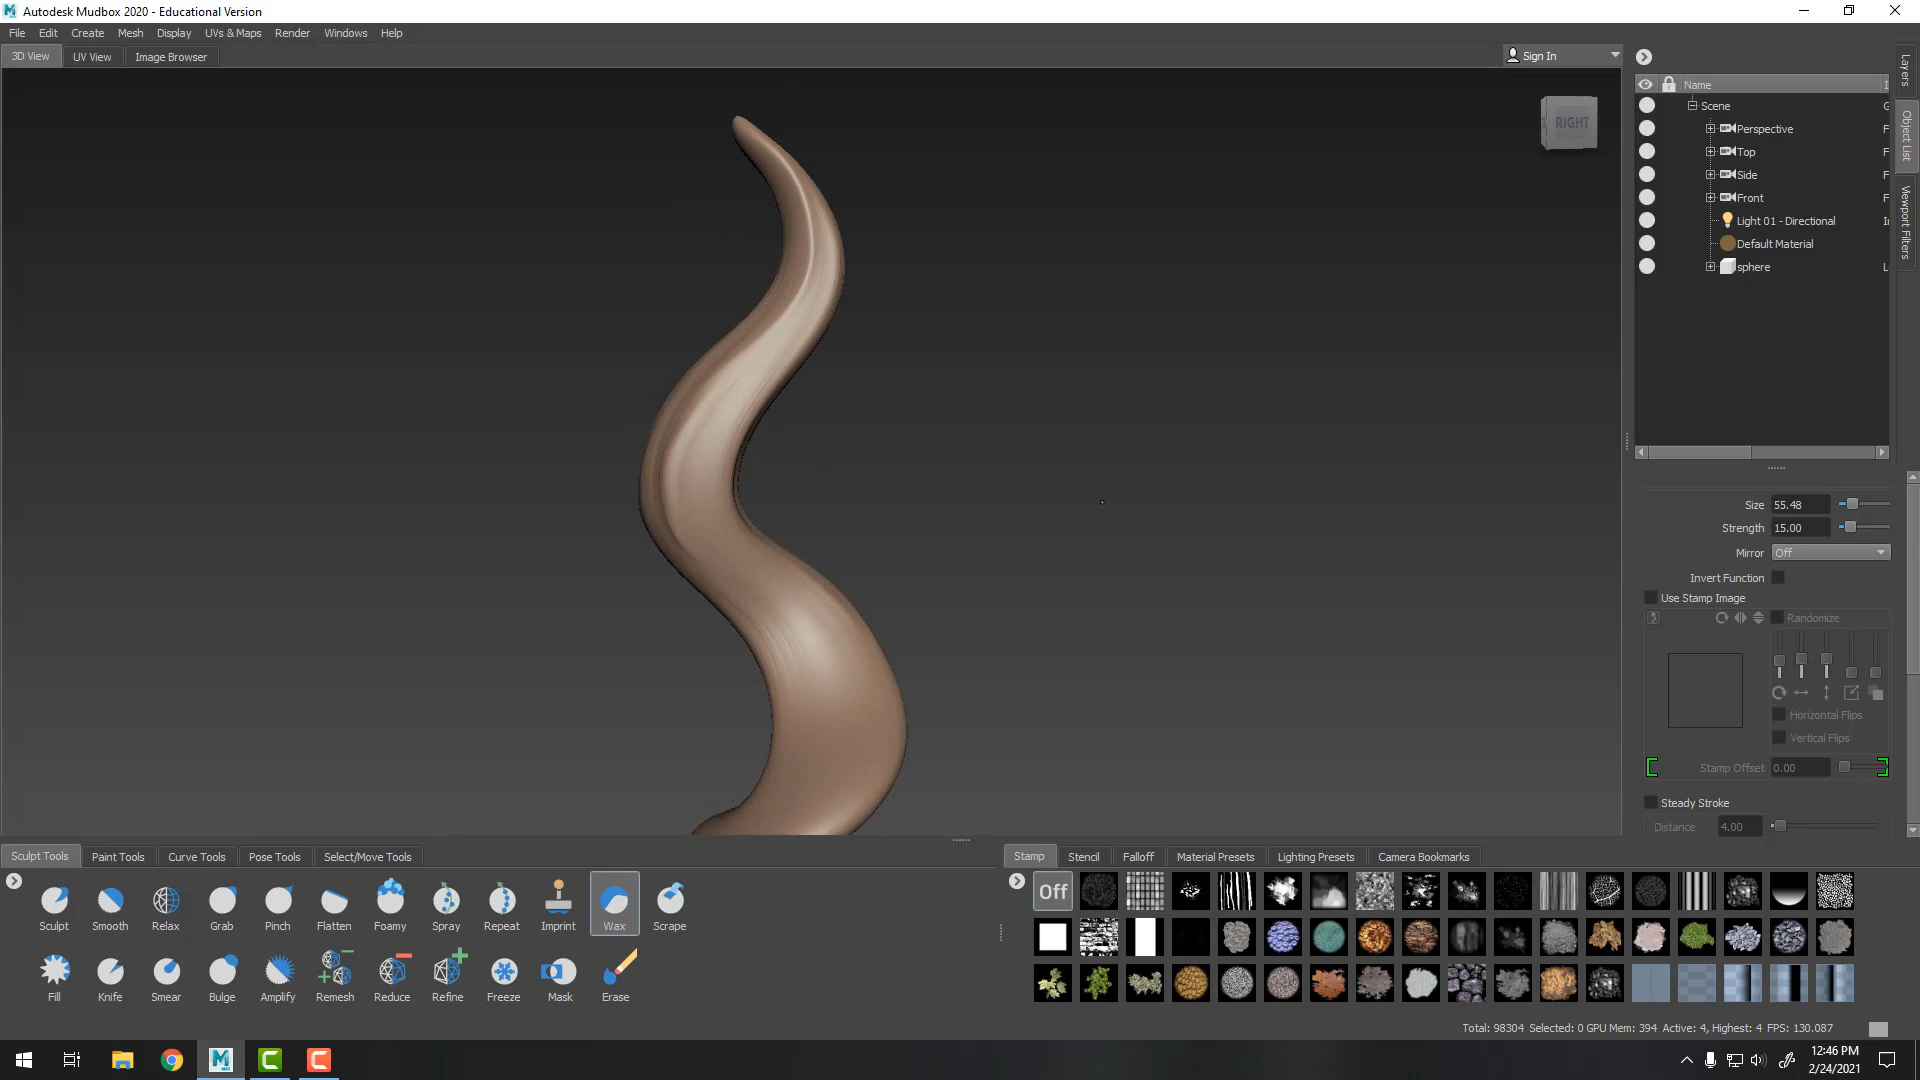 Autodesk Mudbox 2020 - Educational Version
File Edit Create Mesh Display UVs & Maps Render Windows Help
3D View UV View Image Browser
Sign In
RIGHT
Name
Scene
Perspective
Top
Side
Front
Light 01 - Directional
Default Material
sphere
Layers
Object List
Viewport Filters
Size 55.48
Strength 15.00
Mirror Off
Invert Function
Use Stamp Image
Randomize
Horizontal Flips
Vertical Flips
Stamp Offset 0.00
Steady Stroke
Distance 4.00
Sculpt Tools Paint Tools Curve Tools Pose Tools Select/Move Tools
Sculpt Smooth Relax Grab Pinch Flatten Foamy Spray Repeat Imprint Wax Scrape
Fill Knife Smear Bulge Amplify Remesh Reduce Refine Freeze Mask Erase
Stamp Stencil Falloff Material Presets Lighting Presets Camera Bookmarks
Off
Total: 98304 Selected: 0 GPU Mem: 394 Active: 4, Highest: 4 FPS: 130.087
12:46 PM
2/24/2021